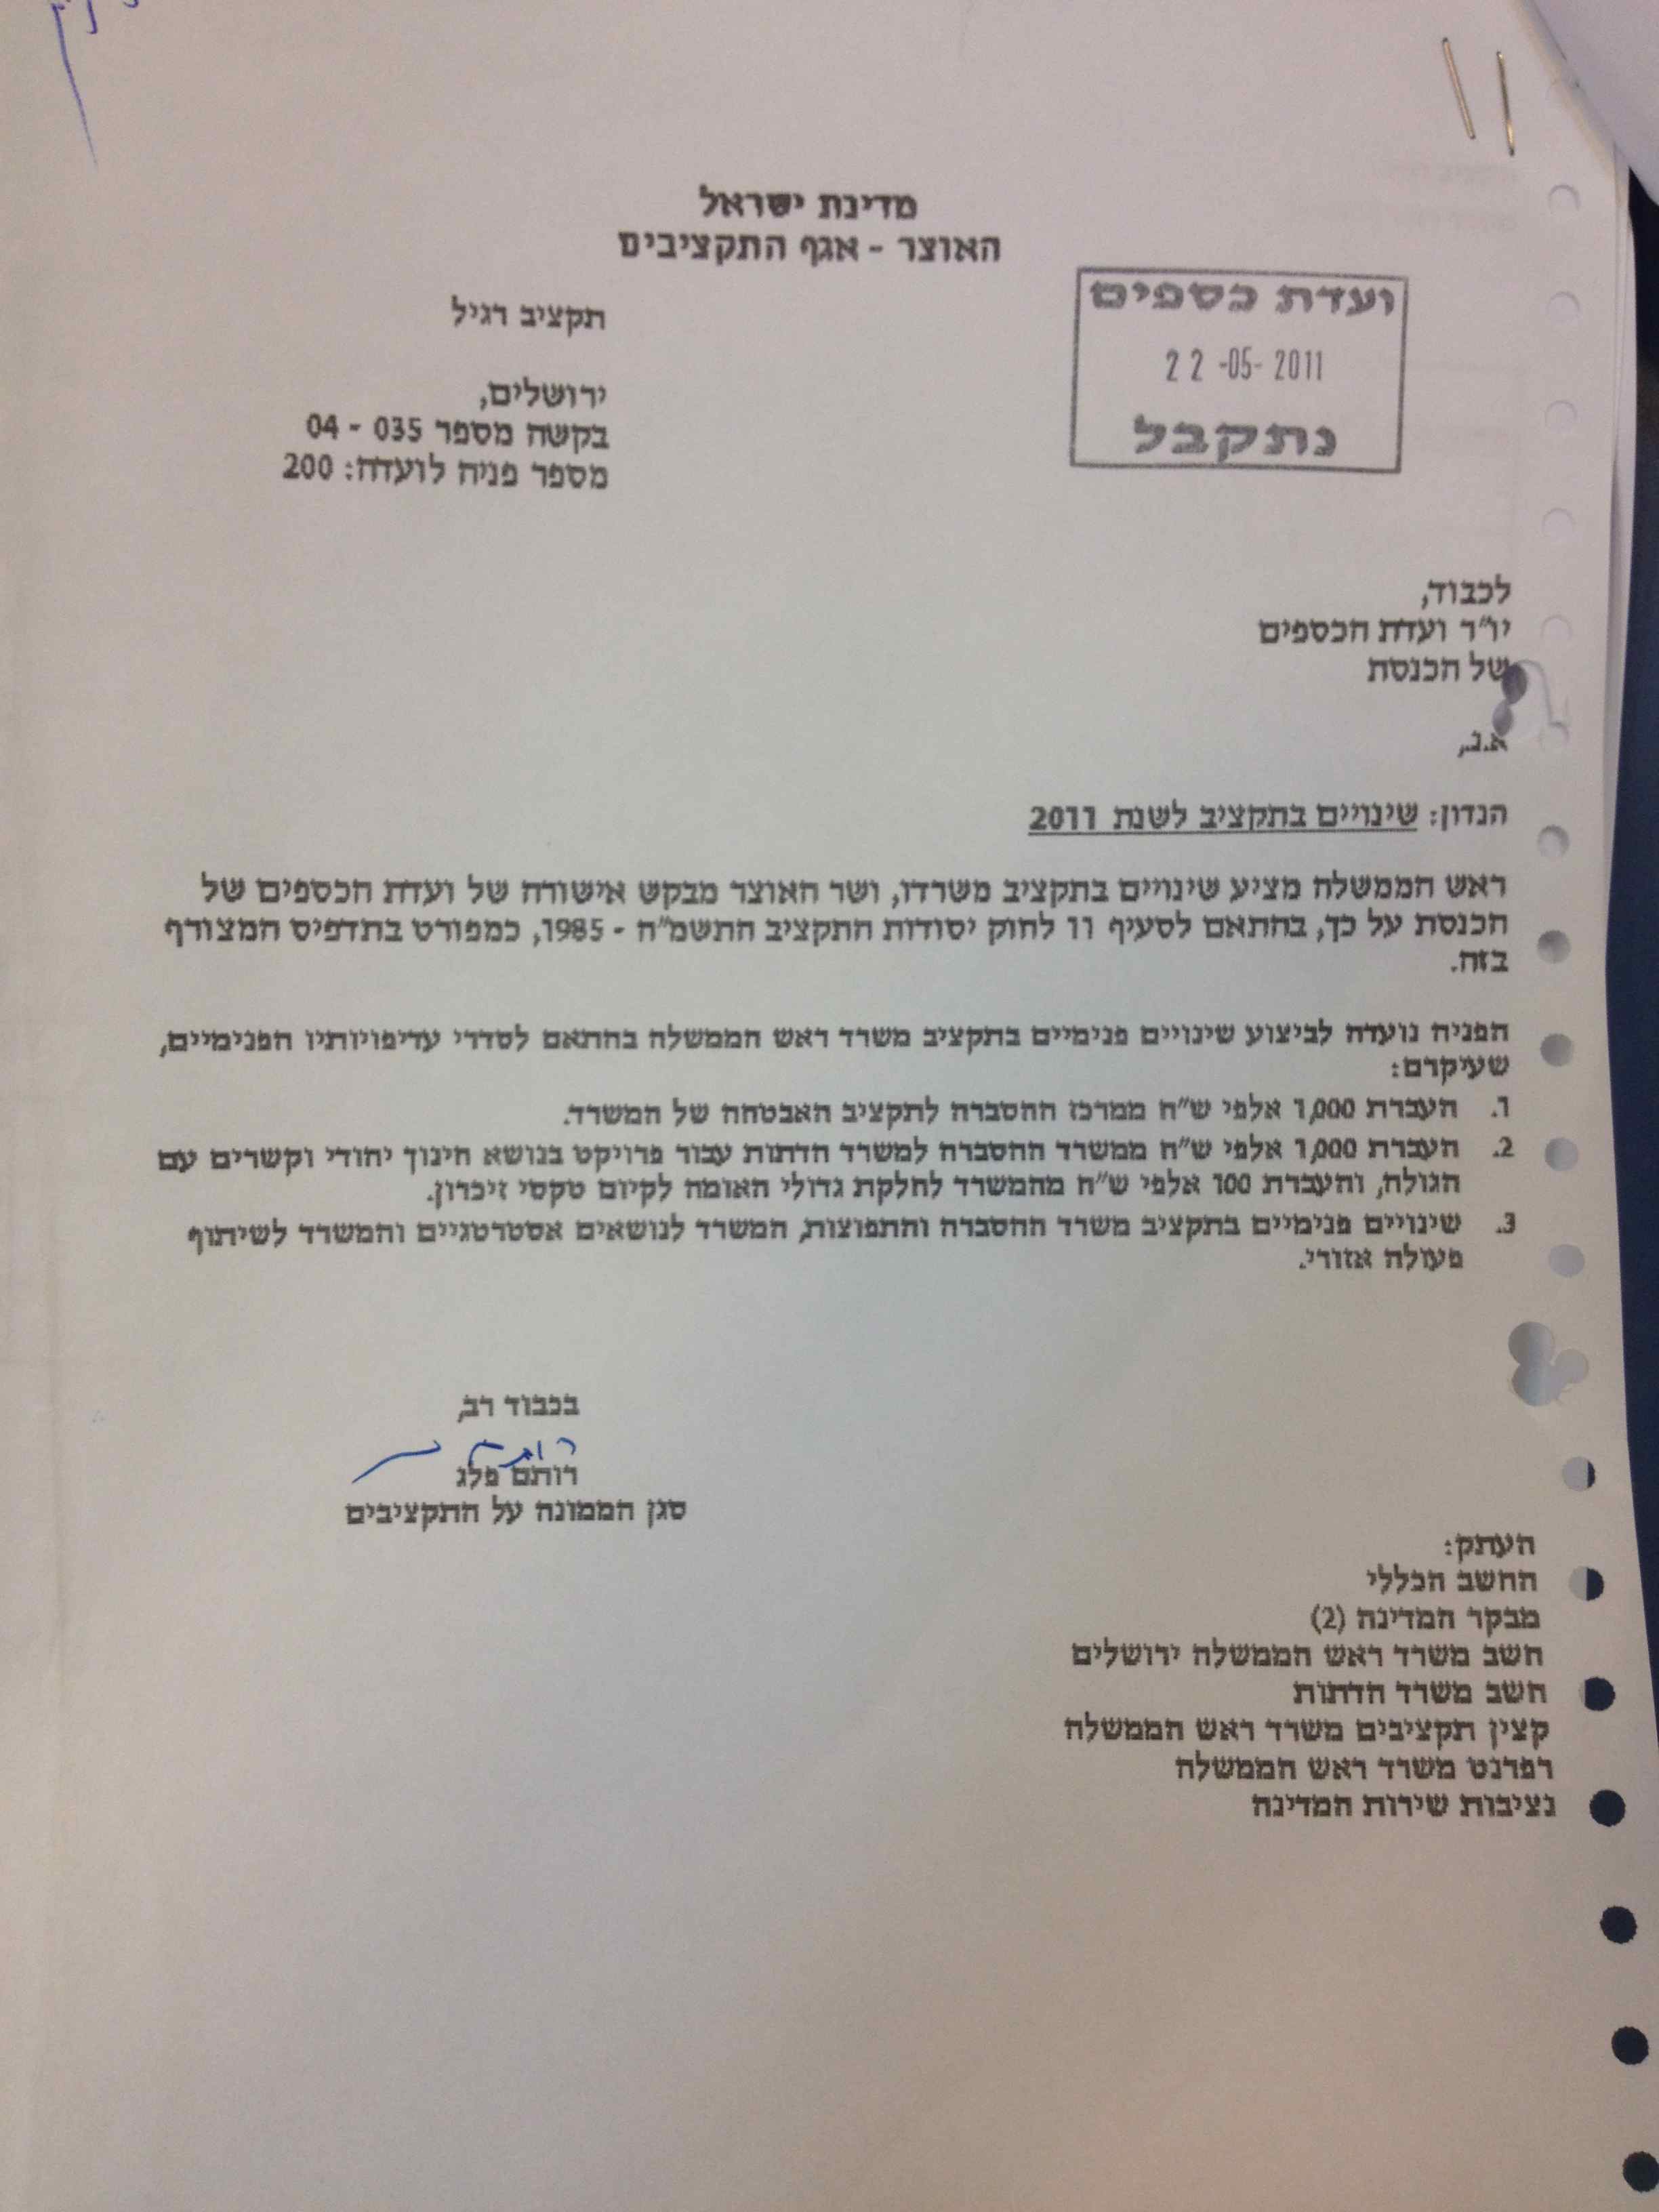 מדינת ישראל
האוצר - אגף התקציבים
ועדת כספים
22 -05- 2011
נתקבל
תקציב רגיל
ירושלים,
בקשה מספר 035 - 04
מספר פניה לועדה: 200
לכבוד,
יו"ר ועדת הכספים
של הכנסת
א.נ.,
הנדון: שינויים בתקציב לשנת 2011
ראש הממשלה מציע שינויים בתקציב משרדו, ושר האוצר מבקש אישורה של ועדת הכספים של
הכנסת על כך, בהתאם לסעיף 11 לחוק יסודות התקציב התשמ"ה - 1985, כמפורט בתדפיס המצורף
בזה.
הפניה נועדה לביצוע שינויים פנימיים בתקציב משרד ראש הממשלה בהתאם לסדרי עדיפויותיו הפנימיים,
שעיקרם:
1. העברת 1,000 אלפי ש"ח ממרכז ההסברה לתקציב האבטחה של המשרד.
2. העברת 1,000 אלפי ש"ח ממשרד ההסברה למשרד הדתות עבור פרויקט בנושא חינוך יהודי וקשרים עם
הגולה, והעברת 100 אלפי ש"ח מהמשרד לחלקת גדולי האומה לקיום טקסי זיכרון.
3. שינויים פנימיים בתקציב משרד ההסברה והתפוצות, המשרד לנושאים אסטרטגיים והמשרד לשיתוף
פעולה אזורי.
בכבוד רב,
רותם פלג
סגן הממונה על התקציבים
העתק:
החשב הכללי
מבקר המדינה (2)
חשב משרד ראש הממשלה ירושלים
חשב משרד הדתות
קצין תקציבים משרד ראש הממשלה
רפרנט משרד ראש הממשלה
נציבות שירות המדינה